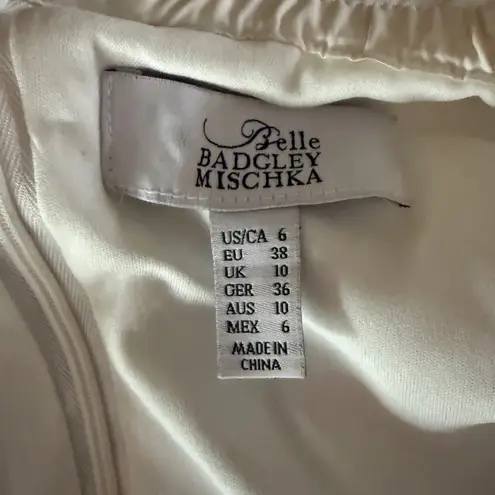 Belle
BADGLEY
MISCHKA
US/CA 6
EU 38
UK 10
GER 36
AUS 10
MEX 6
MADE IN
CHINA